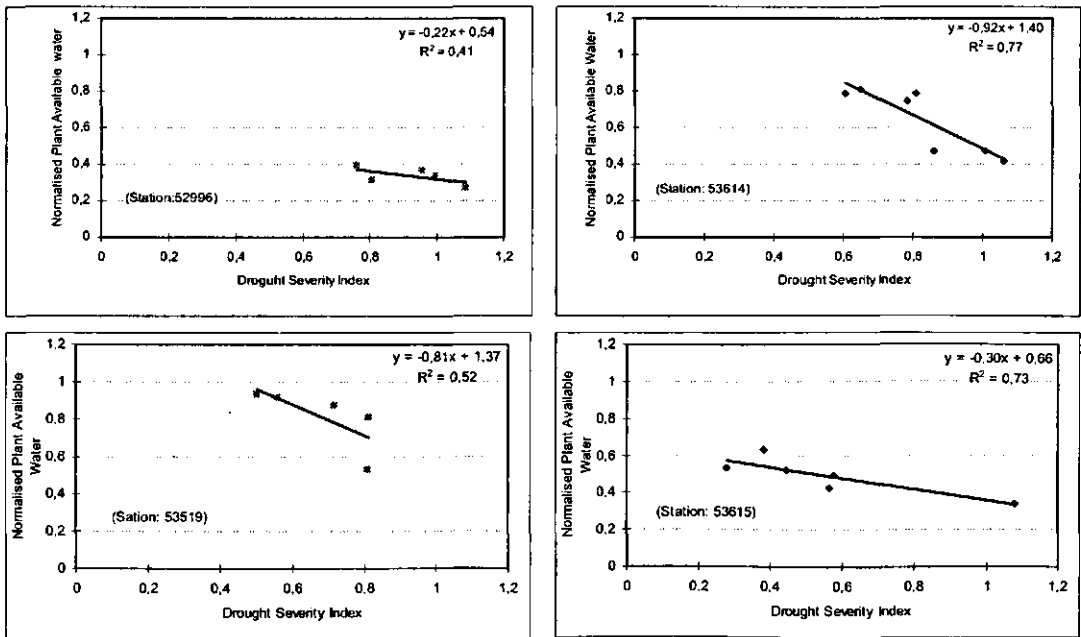 y = -0,22x + 0,54
R² = 0,41
Normalised Plant Available water
1,2
1
0,8
0,6
0,4
0,2
0
(Station:52996)
0 0,2 0,4 0,6 0,8 1 1,2
Droguht Severity Index
y = -0,92x + 1,40
R² = 0,77
Normalised Plant Available Water
1,2
1
0,8
0,6
0,4
0,2
0
(Station: 53614)
0 0,2 0,4 0,6 0,8 1 1,2
Drought Severity Index
y = -0,81x + 1,37
R² = 0,52
Normalised Plant Available
Water
1,2
1
0,8
0,6
0,4
0,2
0
(Sation: 53519)
0 0,2 0,4 0,6 0,8 1 1,2
Drought Severity Index
y = -0,30x + 0,66
R² = 0,73
Normalised Plant Available
Water
1,2
1
0,8
0,6
0,4
0,2
0
(Station: 53615)
0 0,2 0,4 0,6 0,8 1 1,2
Drought Severity Index